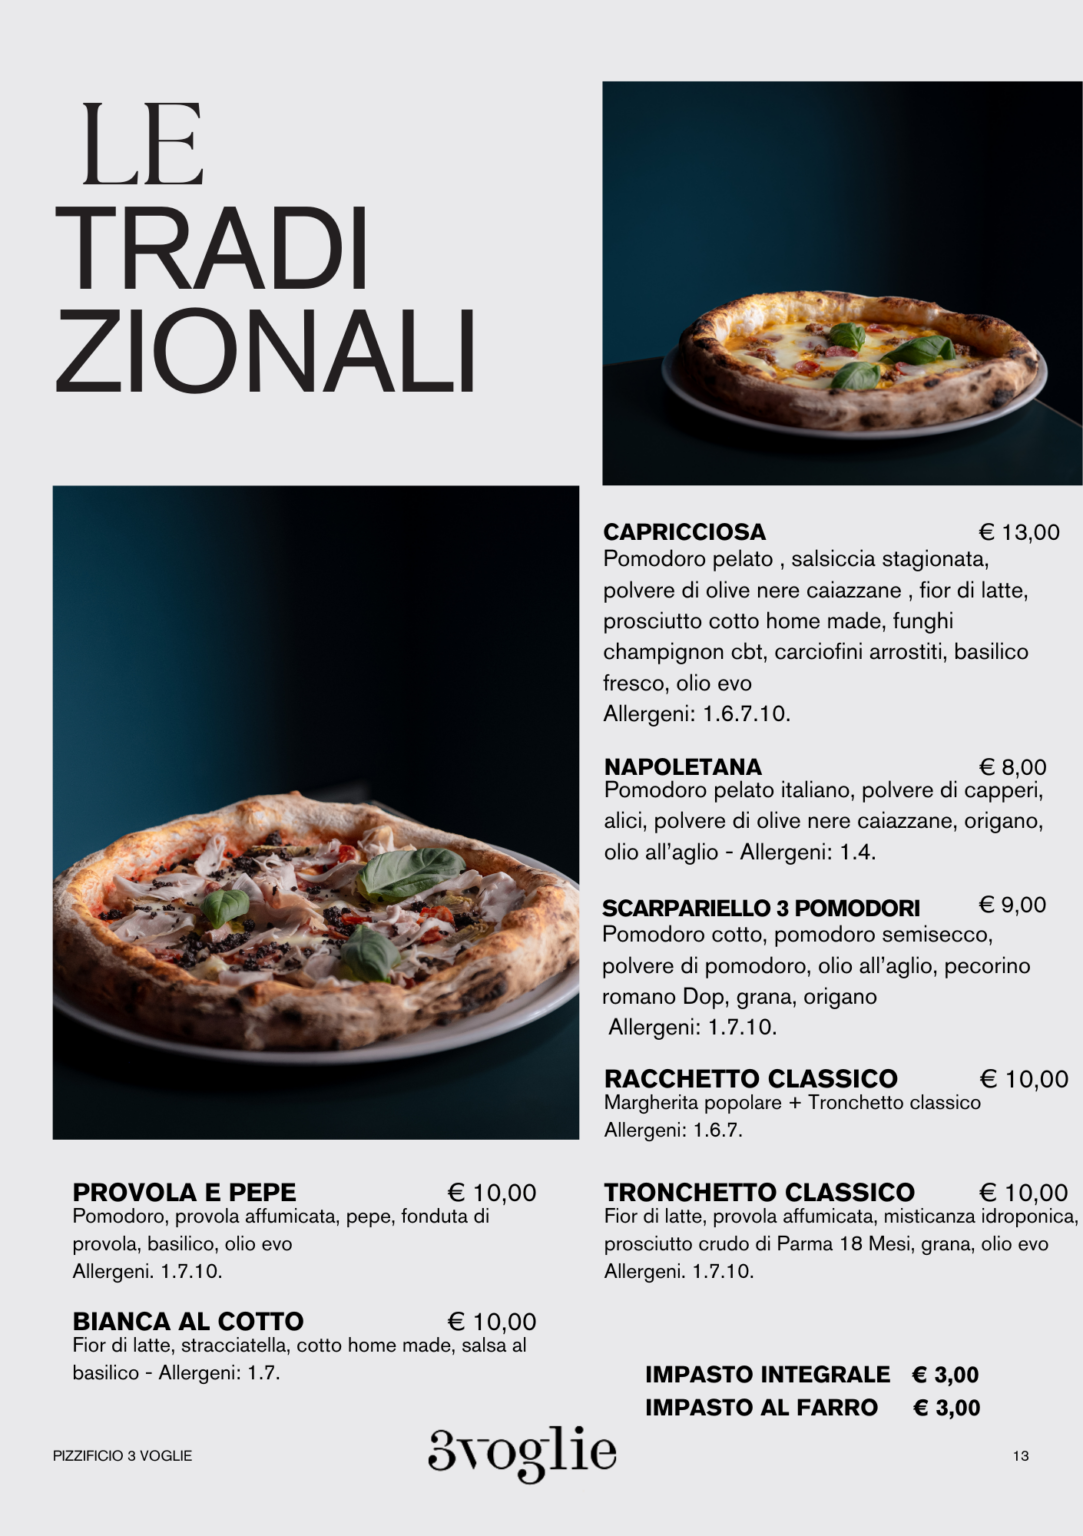 LE
TRADI
ZIONALI
CAPRICCIOSA € 13,00
Pomodoro pelato , salsiccia stagionata,
polvere di olive nere caiazzane , fior di latte,
prosciutto cotto home made, funghi
champignon cbt, carciofini arrostiti, basilico
fresco, olio evo
Allergeni: 1.6.7.10.
NAPOLETANA € 8,00
Pomodoro pelato italiano, polvere di capperi,
alici, polvere di olive nere caiazzane, origano,
olio all'aglio - Allergeni: 1.4.
SCARPARIELLO 3 POMODORI € 9,00
Pomodoro cotto, pomodoro semisecco,
polvere di pomodoro, olio all'aglio, pecorino
romano Dop, grana, origano
Allergeni: 1.7.10.
RACCHETTO CLASSICO € 10,00
Margherita popolare + Tronchetto classico
Allergeni: 1.6.7.
PROVOLA E PEPE € 10,00
Pomodoro, provola affumicata, pepe, fonduta di
provola, basilico, olio evo
Allergeni. 1.7.10.
BIANCA AL COTTO € 10,00
Fior di latte, stracciatella, cotto home made, salsa al
basilico - Allergeni: 1.7.
TRONCHETTO CLASSICO € 10,00
Fior di latte, provola affumicata, misticanza idroponica,
prosciutto crudo di Parma 18 Mesi, grana, olio evo
Allergeni. 1.7.10.
IMPASTO INTEGRALE € 3,00
IMPASTO AL FARRO € 3,00
PIZZIFICIO 3 VOGLIE
3voglie
13